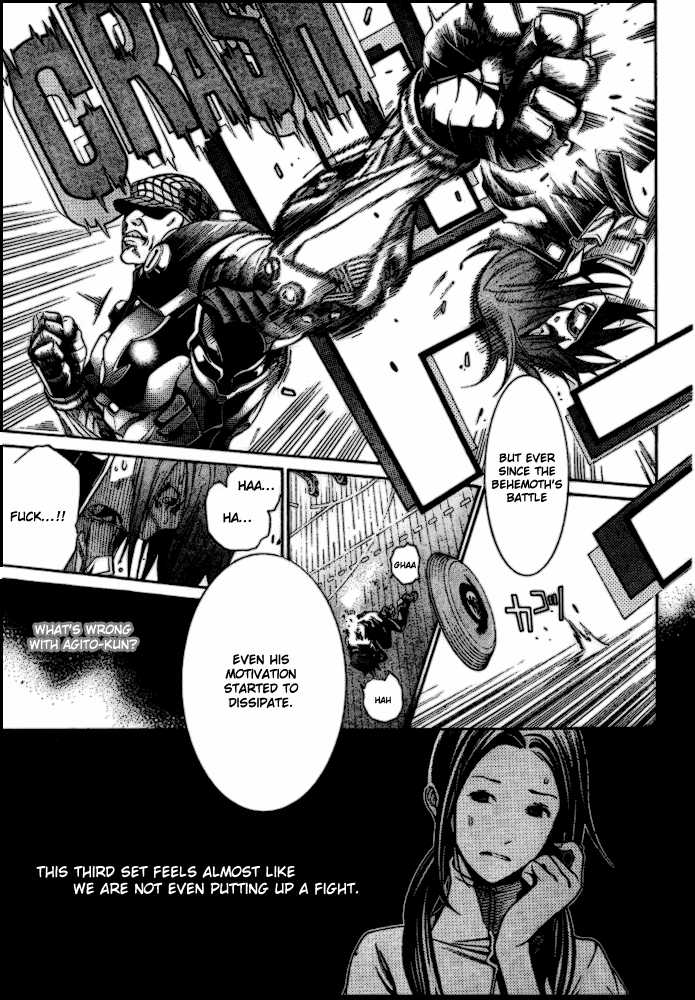 CRASH
BUT EVER
SINCE THE
BEHEMOTH'S
BATTLE
カコッ
GHAA
HAH
HAA...
HA...
FUCK...!!
WHAT'S WRONG
WITH AGITO-KUN?
EVEN HIS
MOTIVATION
STARTED TO
DISSIPATE.
THIS THIRD SET FEELS ALMOST LIKE
WE ARE NOT EVEN PUTTING UP A FIGHT.